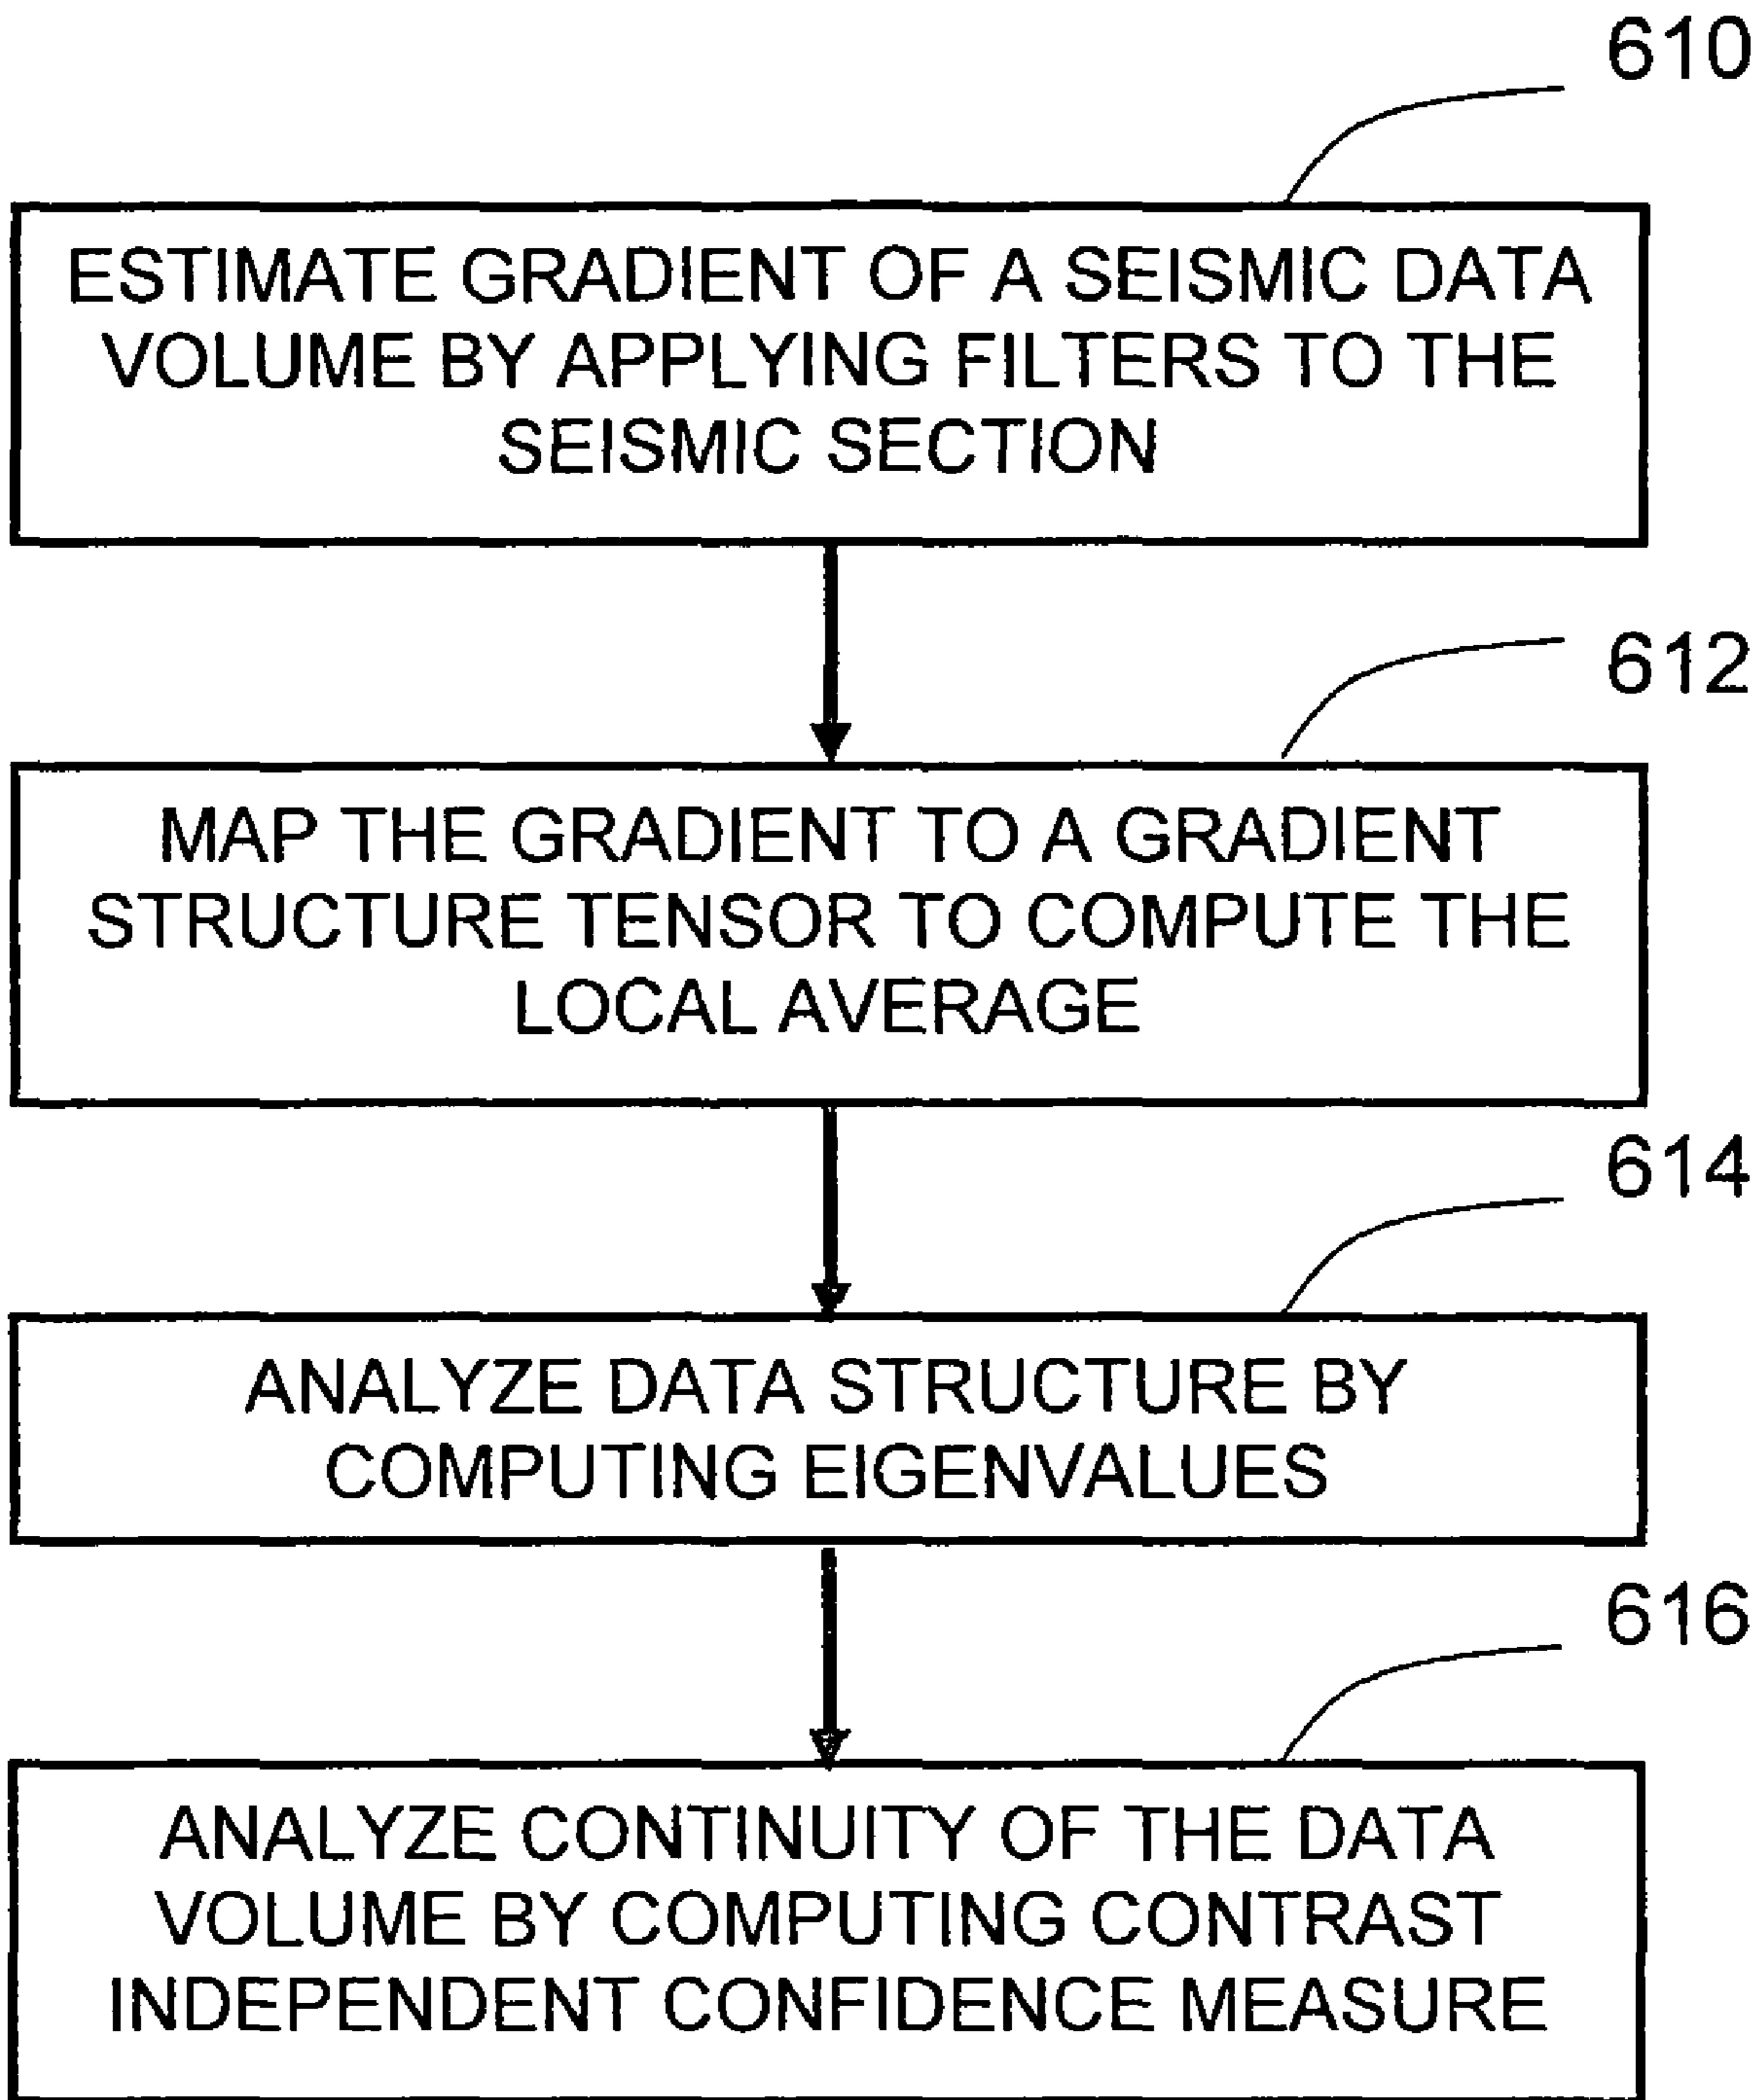 610
ESTIMATE GRADIENT OF A SEISMIC DATA
VOLUME BY APPLYING FILTERS TO THE
SEISMIC SECTION
612
MAP THE GRADIENT TO A GRADIENT
STRUCTURE TENSOR TO COMPUTE THE
LOCAL AVERAGE
614
ANALYZE DATA STRUCTURE BY
COMPUTING EIGENVALUES
616
ANALYZE CONTINUITY OF THE DATA
VOLUME BY COMPUTING CONTRAST
INDEPENDENT CONFIDENCE MEASURE